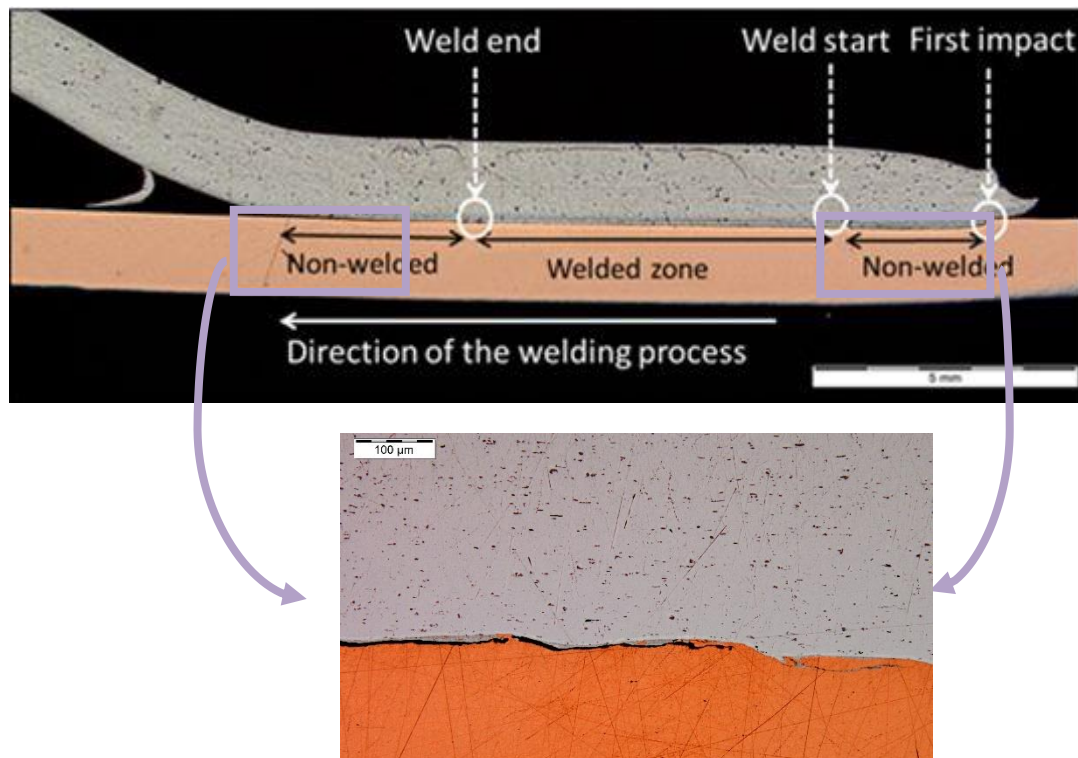 Weld end
Weld start
First impact
Non-welded
Welded zone
Non-welded
Direction of the welding process
5 mm
100 µm